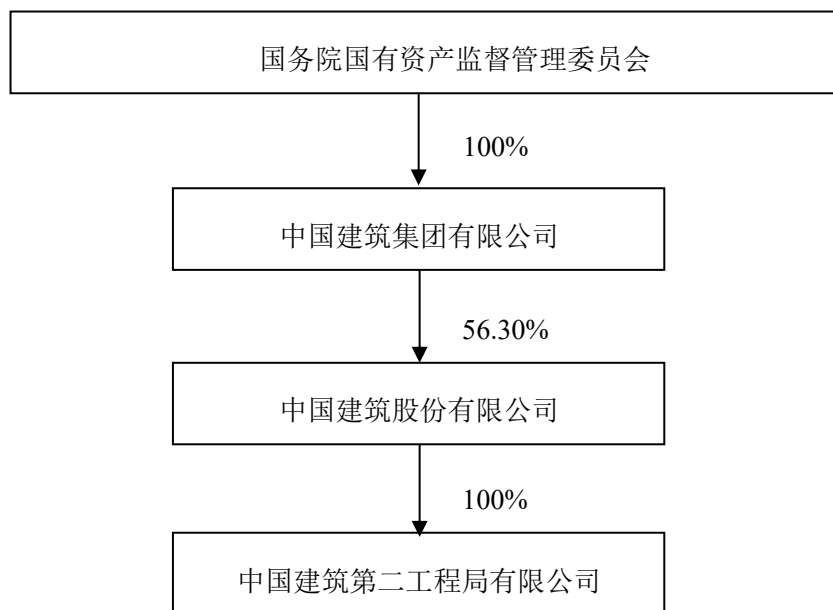 国务院国有资产监督管理委员会
100%
中国建筑集团有限公司
56.30%
中国建筑股份有限公司
100%
中国建筑第二工程局有限公司